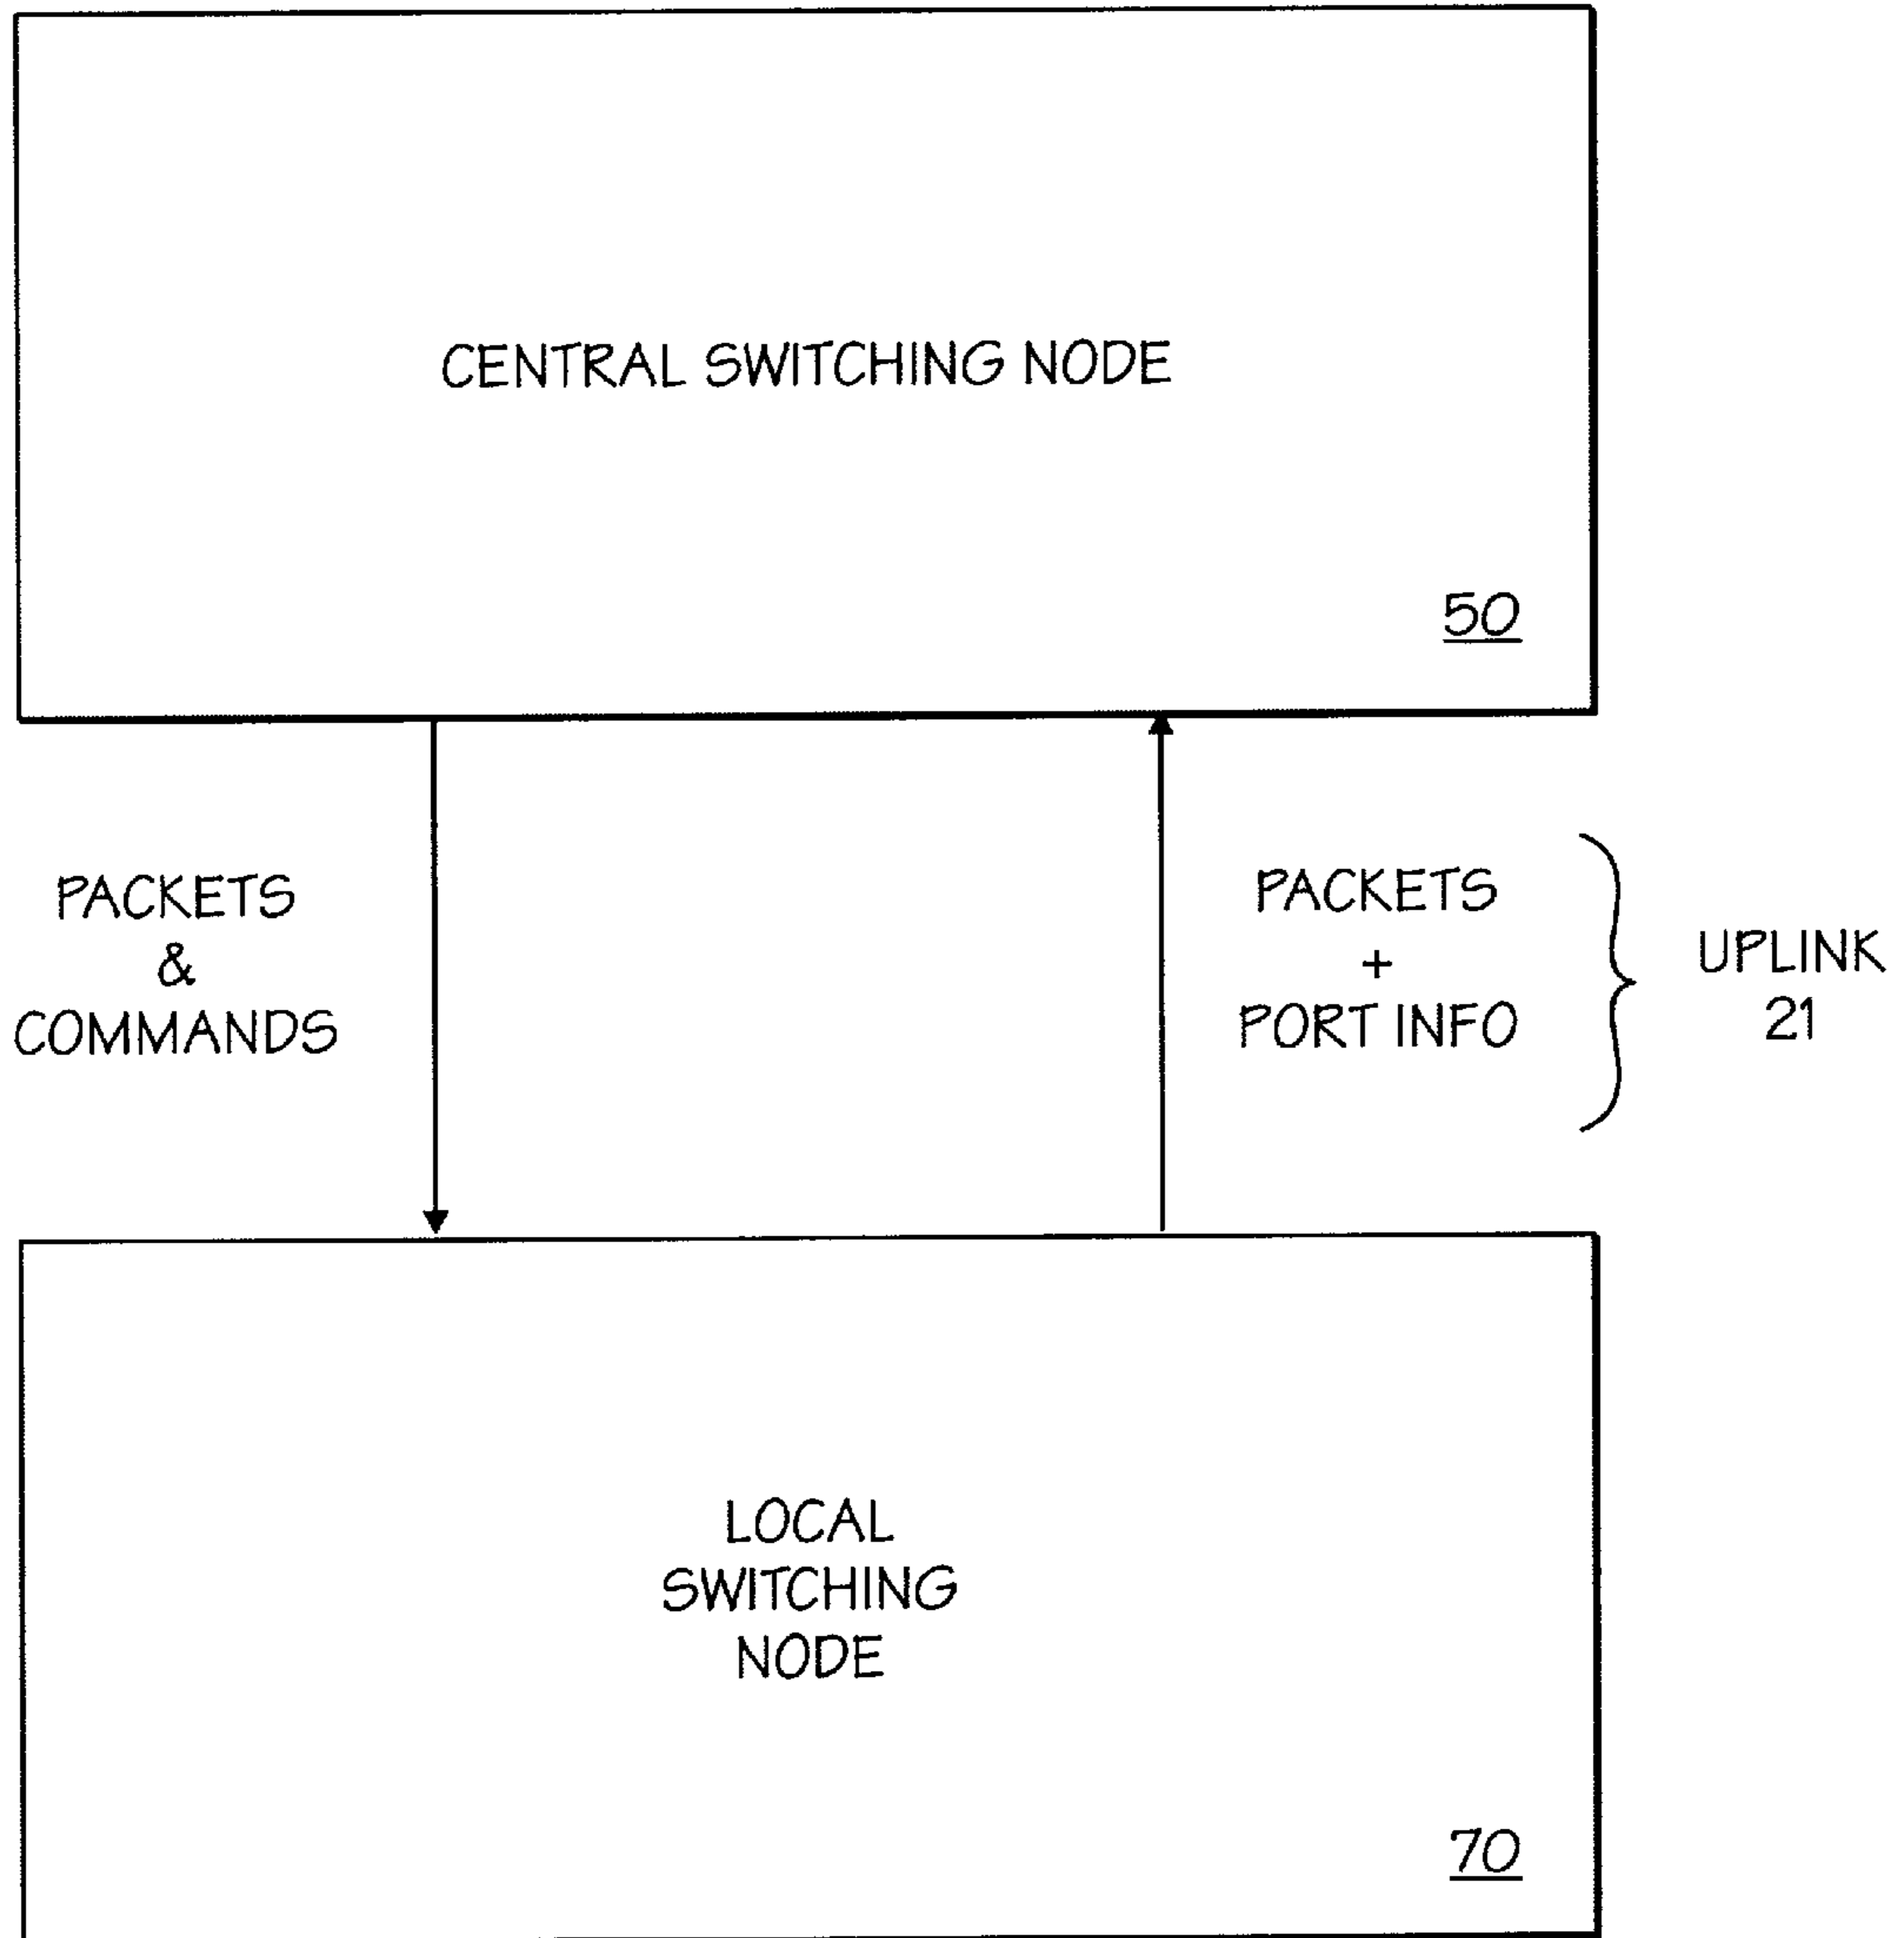 CENTRAL SWITCHING NODE
50
PACKETS
&
COMMANDS
PACKETS
+
PORT INFO
UPLINK
21
LOCAL
SWITCHING
NODE
70